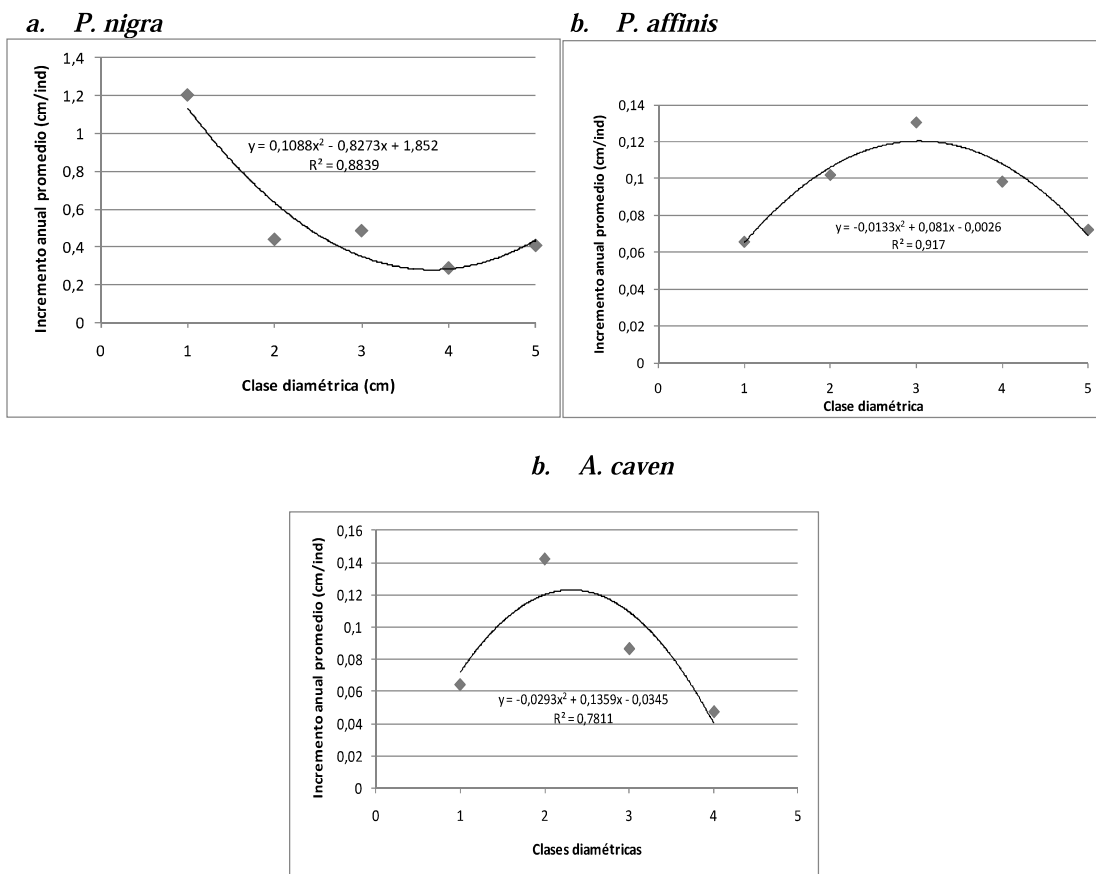 a. P. nigra
Incremento anual promedio (cm/ind)
1,4
1,2
1
0,8
0,6
0,4
0,2
0
y = 0,1088x² - 0,8273x + 1,852
R² = 0,8839
0 1 2 3 4 5
Clase diamétrica (cm)
b. P. affinis
Incremento anual promedio (cm/ind)
0,14
0,12
0,1
0,08
0,06
0,04
0,02
0
y = -0,0133x² + 0,081x - 0,0026
R² = 0,917
0 1 2 3 4 5
Clase diamétrica
b. A. caven
Incremento anual promedio (cm/ind)
0,16
0,14
0,12
0,1
0,08
0,06
0,04
0,02
0
y = -0,0293x² + 0,1359x - 0,0345
R² = 0,7811
0 1 2 3 4 5
Clases diamétricas